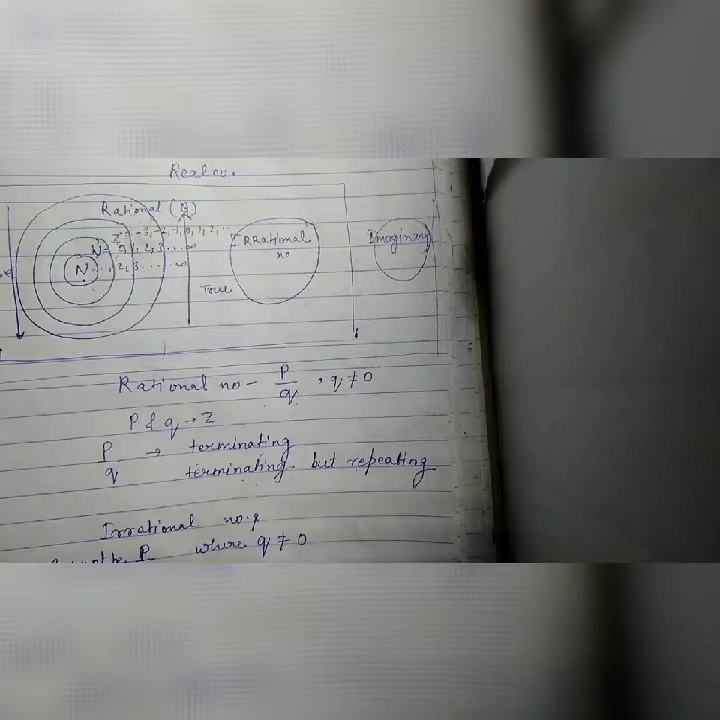 Real no.
Rational (Q)
Z = -3, -2, -1, 0, 1, 2, ...
W = 0, 1, 2, 3 ... ∞
N = 1, 2, 3 ... ∞
True
IRRational
no
Imaginary
Rational no - P/q, q ≠ 0
P & q → Z
P/q → terminating
terminating but repeating
Irrational no.
P where q ≠ 0